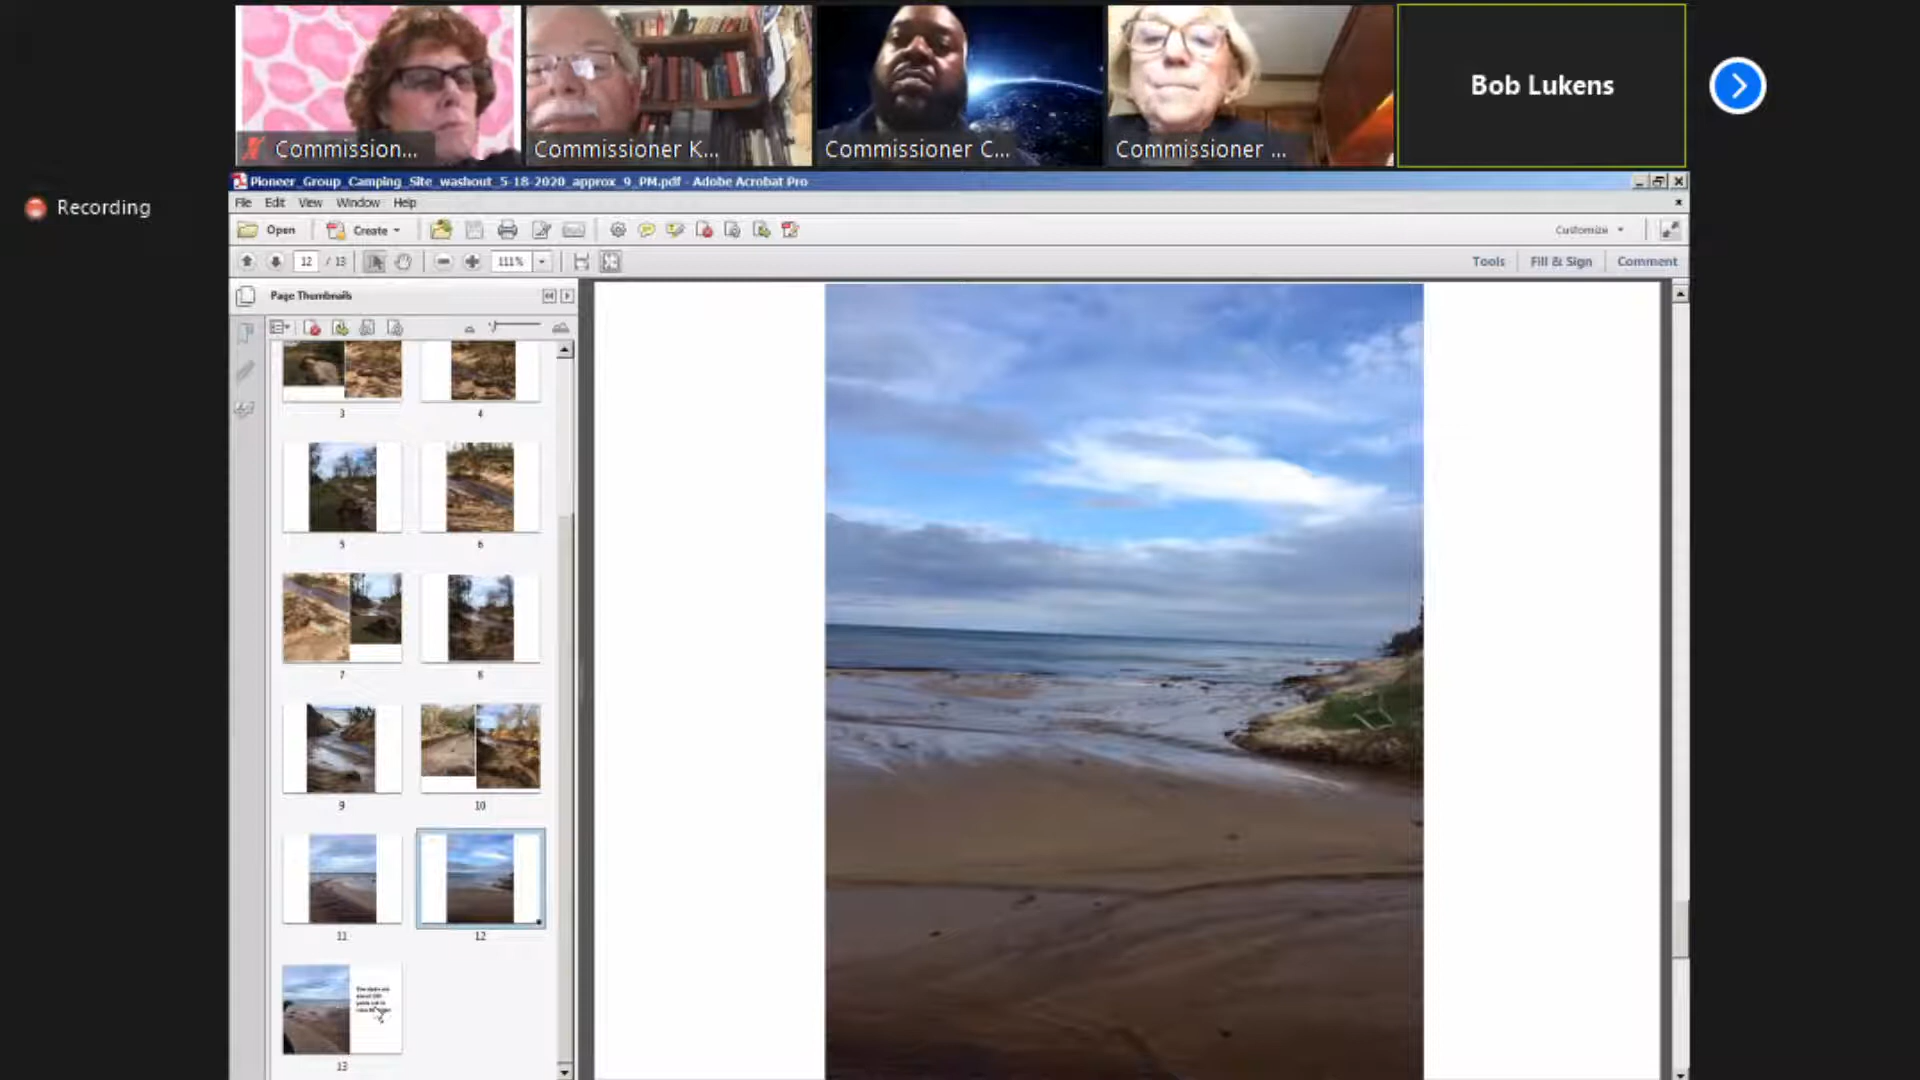 Commission...
Commissioner K...
Commissioner C...
Commissioner ...
Bob Lukens
Recording
Pioneer_Group_Camping_Site_washout_5-18-2020_approx_9_PM.pdf - Adobe Acrobat Pro
File Edit View Window Help
Open Create Customize
12 / 13 111% Tools Fill & Sign Comment
Page Thumbnails
3 4
5 6
7 8
9 10
11 12
13